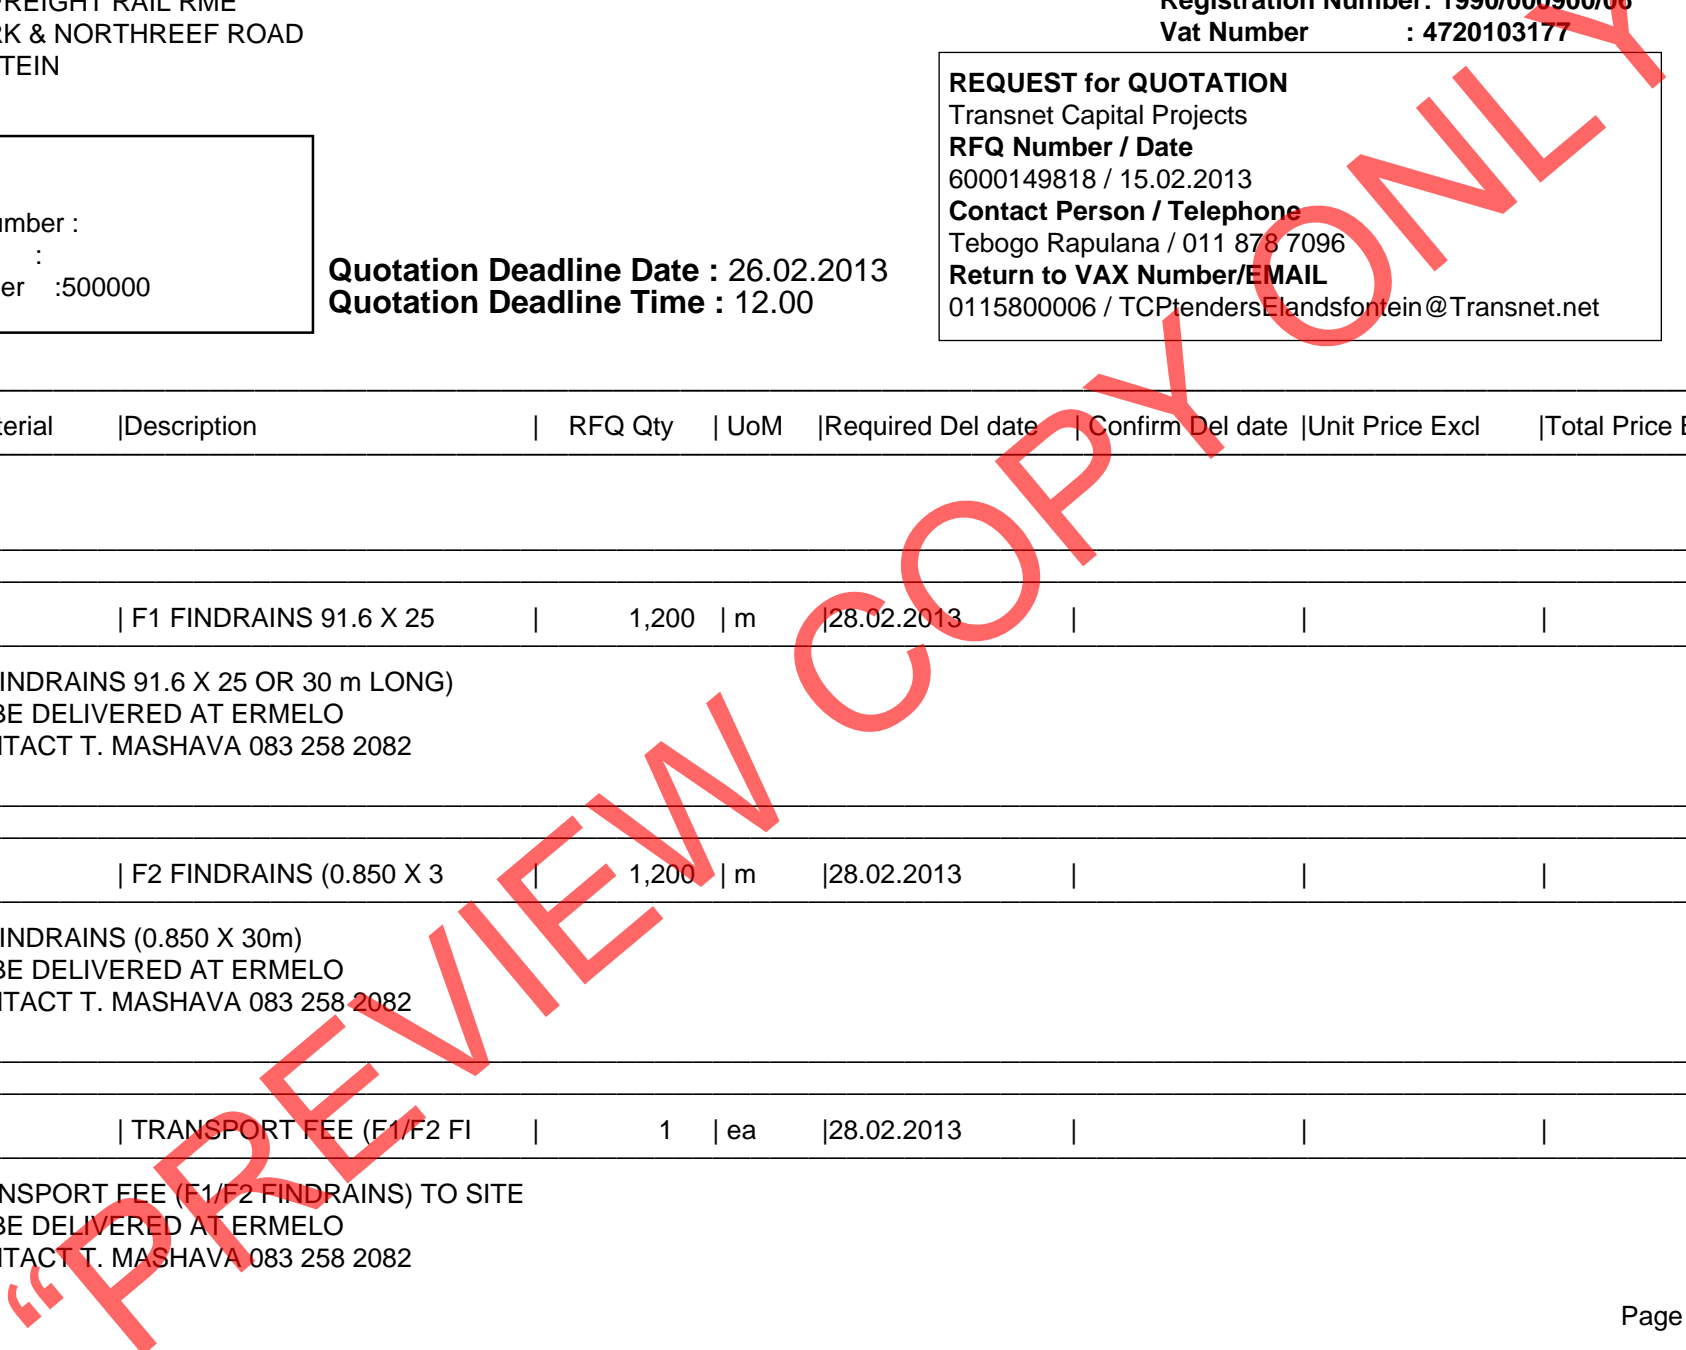 FREIGHT RAIL RME
RK & NORTHREEF ROAD
TEIN
Registration Number: 1990/000900/06
Vat Number : 4720103177
REQUEST for QUOTATION
Transnet Capital Projects
RFQ Number / Date
6000149818 / 15.02.2013
Contact Person / Telephone
Tebogo Rapulana / 011 878 7096
Return to VAX Number/EMAIL
0115800006 / TCPtendersElandsfontein@Transnet.net
umber :
:
er :500000
Quotation Deadline Date : 26.02.2013
Quotation Deadline Time : 12.00
terial |Description | RFQ Qty | UoM |Required Del date | Confirm Del date |Unit Price Excl |Total Price E
| F1 FINDRAINS 91.6 X 25 | 1,200 | m |28.02.2013 | | |
INDRAINS 91.6 X 25 OR 30 m LONG)
BE DELIVERED AT ERMELO
NTACT T. MASHAVA 083 258 2082
| F2 FINDRAINS (0.850 X 3 | 1,200 | m |28.02.2013 | | |
INDRAINS (0.850 X 30m)
BE DELIVERED AT ERMELO
NTACT T. MASHAVA 083 258 2082
| TRANSPORT FEE (F1/F2 FI | 1 | ea |28.02.2013 | | |
NSPORT FEE (F1/F2 FINDRAINS) TO SITE
BE DELIVERED AT ERMELO
NTACT T. MASHAVA 083 258 2082
Page
“PREVIEW COPY ONLY